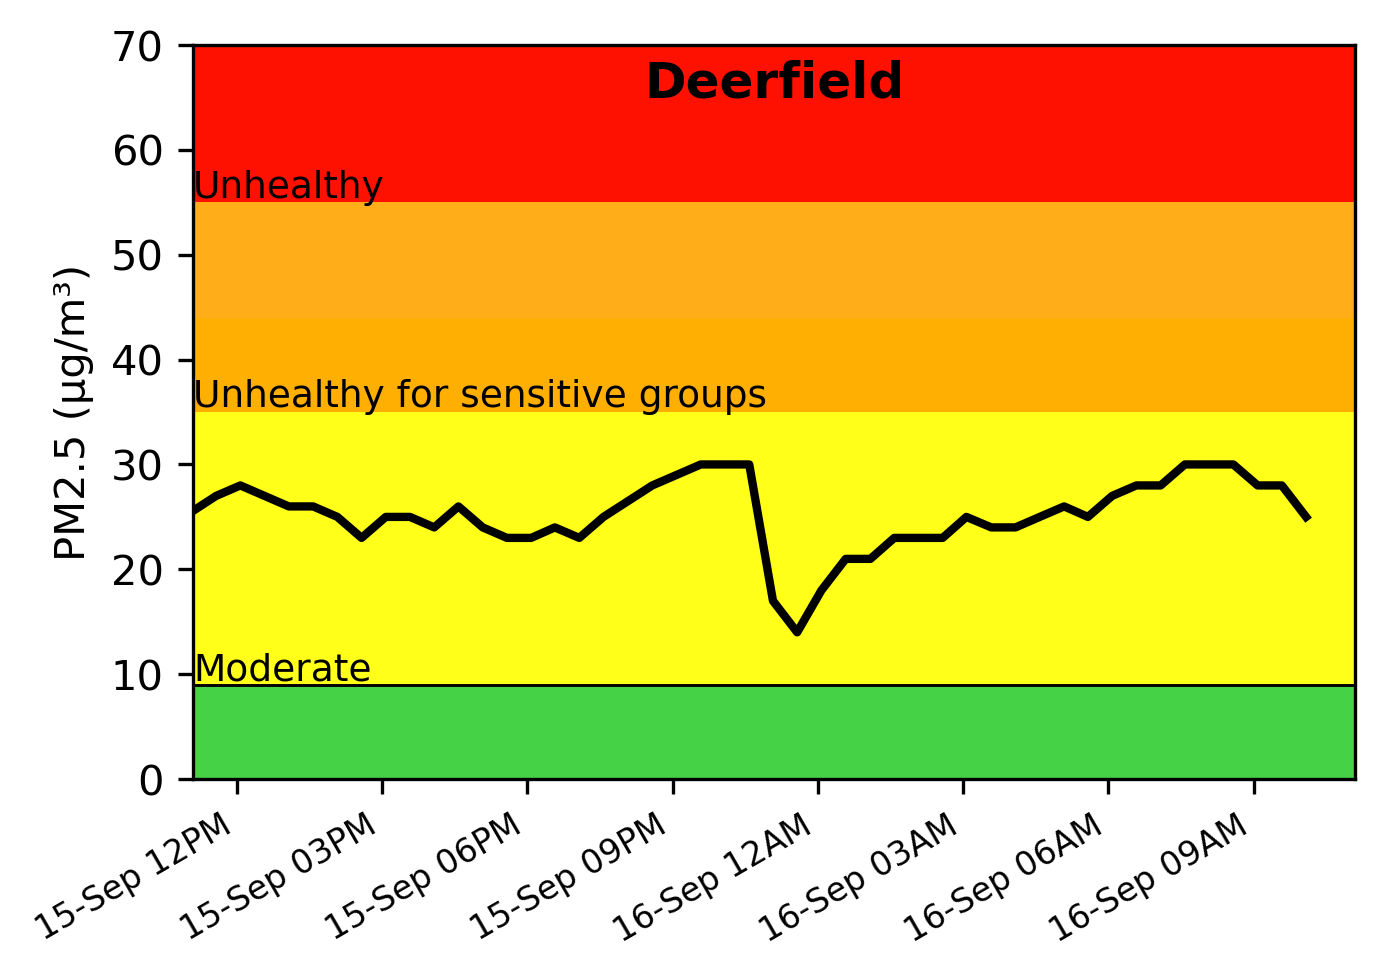 Deerfield
70
60
50
40
30
20
10
0
PM2.5 (µg/m³)
Unhealthy
Unhealthy for sensitive groups
Moderate
15-Sep 12PM
15-Sep 03PM
15-Sep 06PM
15-Sep 09PM
16-Sep 12AM
16-Sep 03AM
16-Sep 06AM
16-Sep 09AM